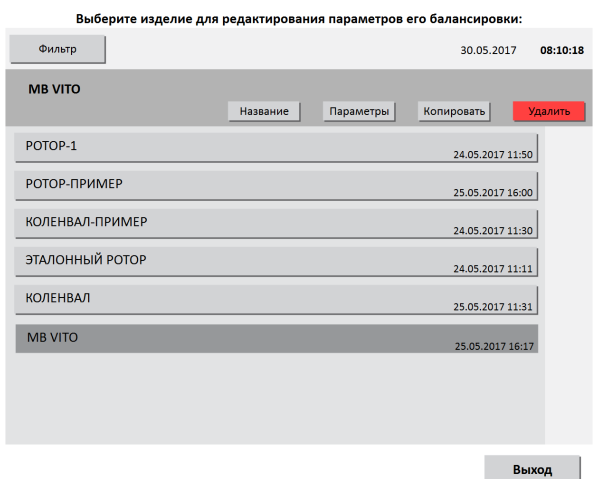 Выберите изделие для редактирования параметров его балансировки:
Фильтр
30.05.2017 08:10:18
MB VITO
Название Параметры Копировать Удалить
РОТОР-1
24.05.2017 11:50
РОТОР-ПРИМЕР
25.05.2017 16:00
КОЛЕНВАЛ-ПРИМЕР
24.05.2017 11:30
ЭТАЛОННЫЙ РОТОР
24.05.2017 11:11
КОЛЕНВАЛ
25.05.2017 11:31
MB VITO
25.05.2017 16:17
Выход